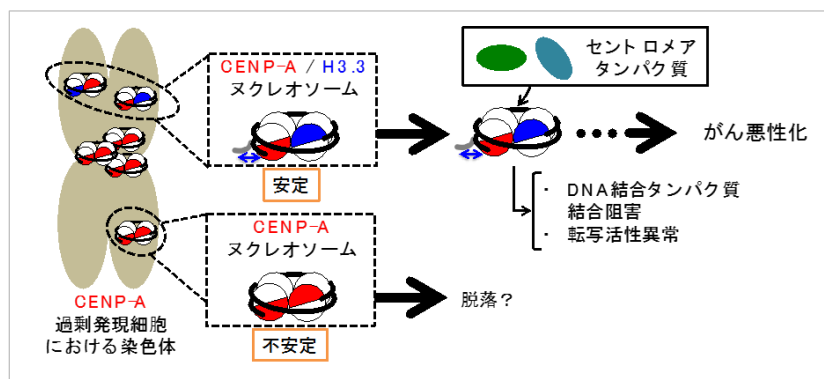 CENP-A
過剰発現細胞
における染色体
CENP-A / H3.3
ヌクレオソーム
安定
CENP-A
ヌクレオソーム
不安定
セントロメア
タンパク質
・ DNA結合タンパク質
結合阻害
・ 転写活性異常
がん悪性化
脱落？